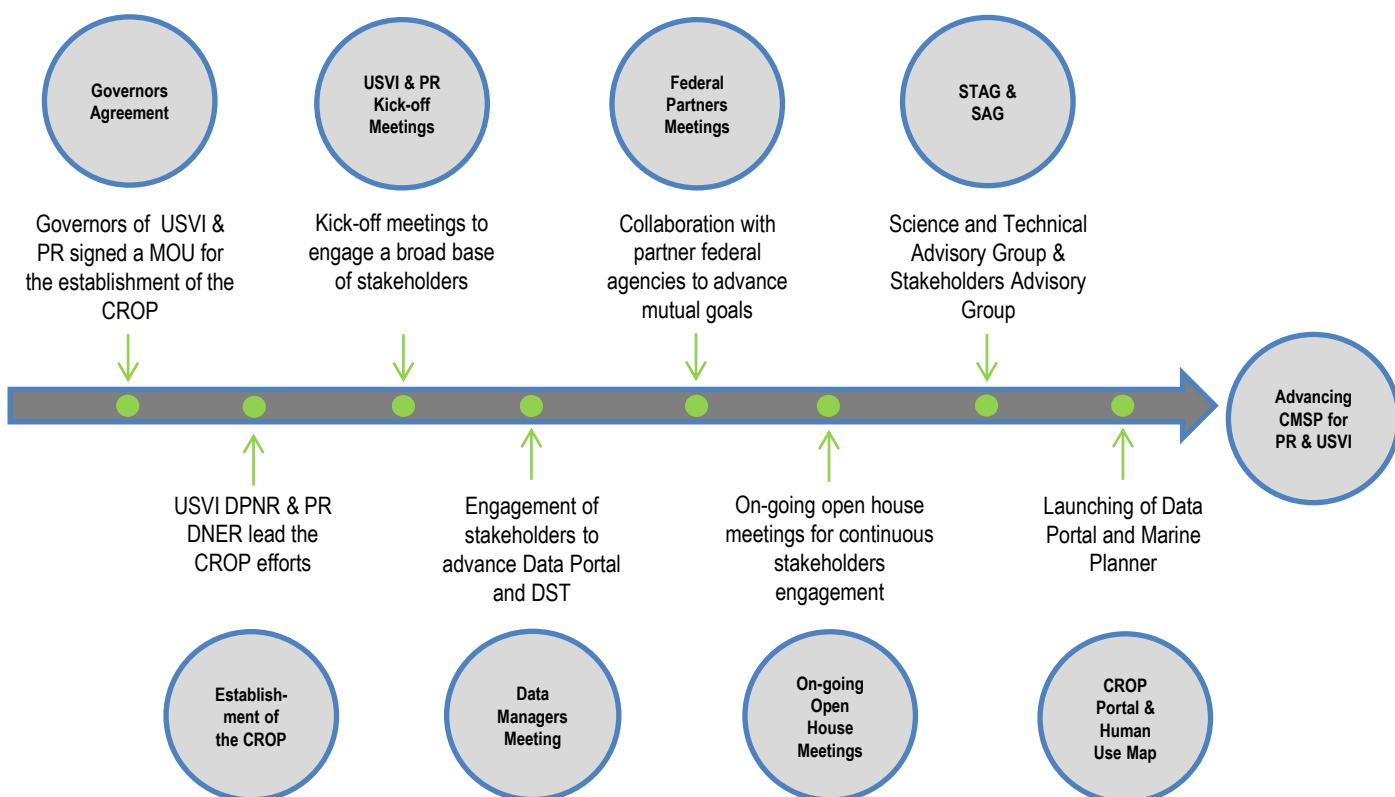 Governors
Agreement
USVI & PR
Kick-off
Meetings
Federal
Partners
Meetings
STAG &
SAG
Governors of USVI &
PR signed a MOU for
the establishment of the
CROP
Kick-off meetings to
engage a broad base
of stakeholders
Collaboration with
partner federal
agencies to advance
mutual goals
Science and Technical
Advisory Group &
Stakeholders Advisory
Group
Advancing
CMSP for
PR & USVI
USVI DPNR & PR
DNER lead the
CROP efforts
Engagement of
stakeholders to
advance Data Portal
and DST
On-going open house
meetings for continuous
stakeholders
engagement
Launching of Data
Portal and Marine
Planner
Establish-
ment of
the CROP
Data
Managers
Meeting
On-going
Open
House
Meetings
CROP
Portal &
Human
Use Map